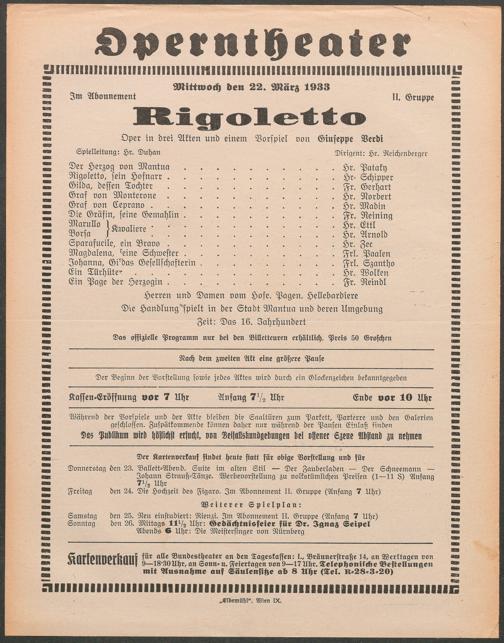 Operntheater
Mittwoch den 22. März 1933
Im Abonnement II. Gruppe
Rigoletto
Oper in drei Akten und einem Vorspiel von Giuseppe Verdi
Spielleitung: Hr. Duhan Dirigent: Hr. Reichenberger
Der Herzog von Mantua . . . Hr. Pataky
Rigoletto, sein Hofnarr . . . Hr. Schipper
Gilda, dessen Tochter . . . Fr. Gerhart
Graf von Monterone . . . Hr. Norbert
Graf von Ceprano . . . Hr. Madin
Die Gräfin, seine Gemahlin . . . Fr. Reining
Marullo } Kavaliere . . . Hr. Ettl
Borsa } Hr. Arnold
Sparafucile, ein Bravo . . . Hr. Zec
Magdalena, seine Schwester . . . Frl. Paalen
Johanna, Gildas Gesellschafterin . . . Frl. Szantho
Ein Türhüter . . . Hr. Wolken
Ein Page der Herzogin . . . Fr. Reindl
Herren und Damen vom Hofe. Pagen. Hellebardiere
Die Handlung spielt in der Stadt Mantua und deren Umgebung
Zeit: Das 16. Jahrhundert
Das offizielle Programm nur bei den Billetteuren erhältlich. Preis 50 Groschen
Nach dem zweiten Akt eine größere Pause
Der Beginn der Vorstellung sowie jedes Aktes wird durch ein Glockenzeichen bekanntgegeben
Kassen-Eröffnung vor 7 Uhr Anfang 7½ Uhr Ende vor 10 Uhr
Während der Vorspiele und der Akte bleiben die Saaltüren zum Parkett, Parterre und den Galerien
geschlossen. Zuspätkommende können daher nur während der Pausen Einlaß finden
Das Publikum wird höflichst ersucht, von Beifallskundgebungen bei offener Szene Abstand zu nehmen
Der Kartenverkauf findet heute statt für obige Vorstellung und für
Donnerstag den 23. Ballett-Abend. Suite im alten Stil — Der Zauberladen — Der Schneemann —
Johann Strauß-Tänze. Werbevorstellung zu volkstümlichen Preisen (1—11 S) Anfang
7½ Uhr
Freitag den 24. Die Hochzeit des Figaro. Im Abonnement II. Gruppe (Anfang 7 Uhr)
Weiterer Spielplan:
Samstag den 25. Neu einstudiert: Rienzi. Im Abonnement II. Gruppe (Anfang 7 Uhr)
Sonntag den 26. Mittags 11½ Uhr: Gedächtnisfeier für Dr. Ignaz Seipel
Abends 6 Uhr: Die Meistersinger von Nürnberg
Kartenverkauf für alle Bundestheater an den Tageskassen: I., Bräunerstraße 14, an Werktagen von
9—18·30 Uhr, an Sonn- u. Feiertagen von 9—17 Uhr. Telephonische Bestellungen
mit Ausnahme auf Säulensitze ab 8 Uhr (Tel. R-28-3-20)
„Elbemühl“, Wien IX.